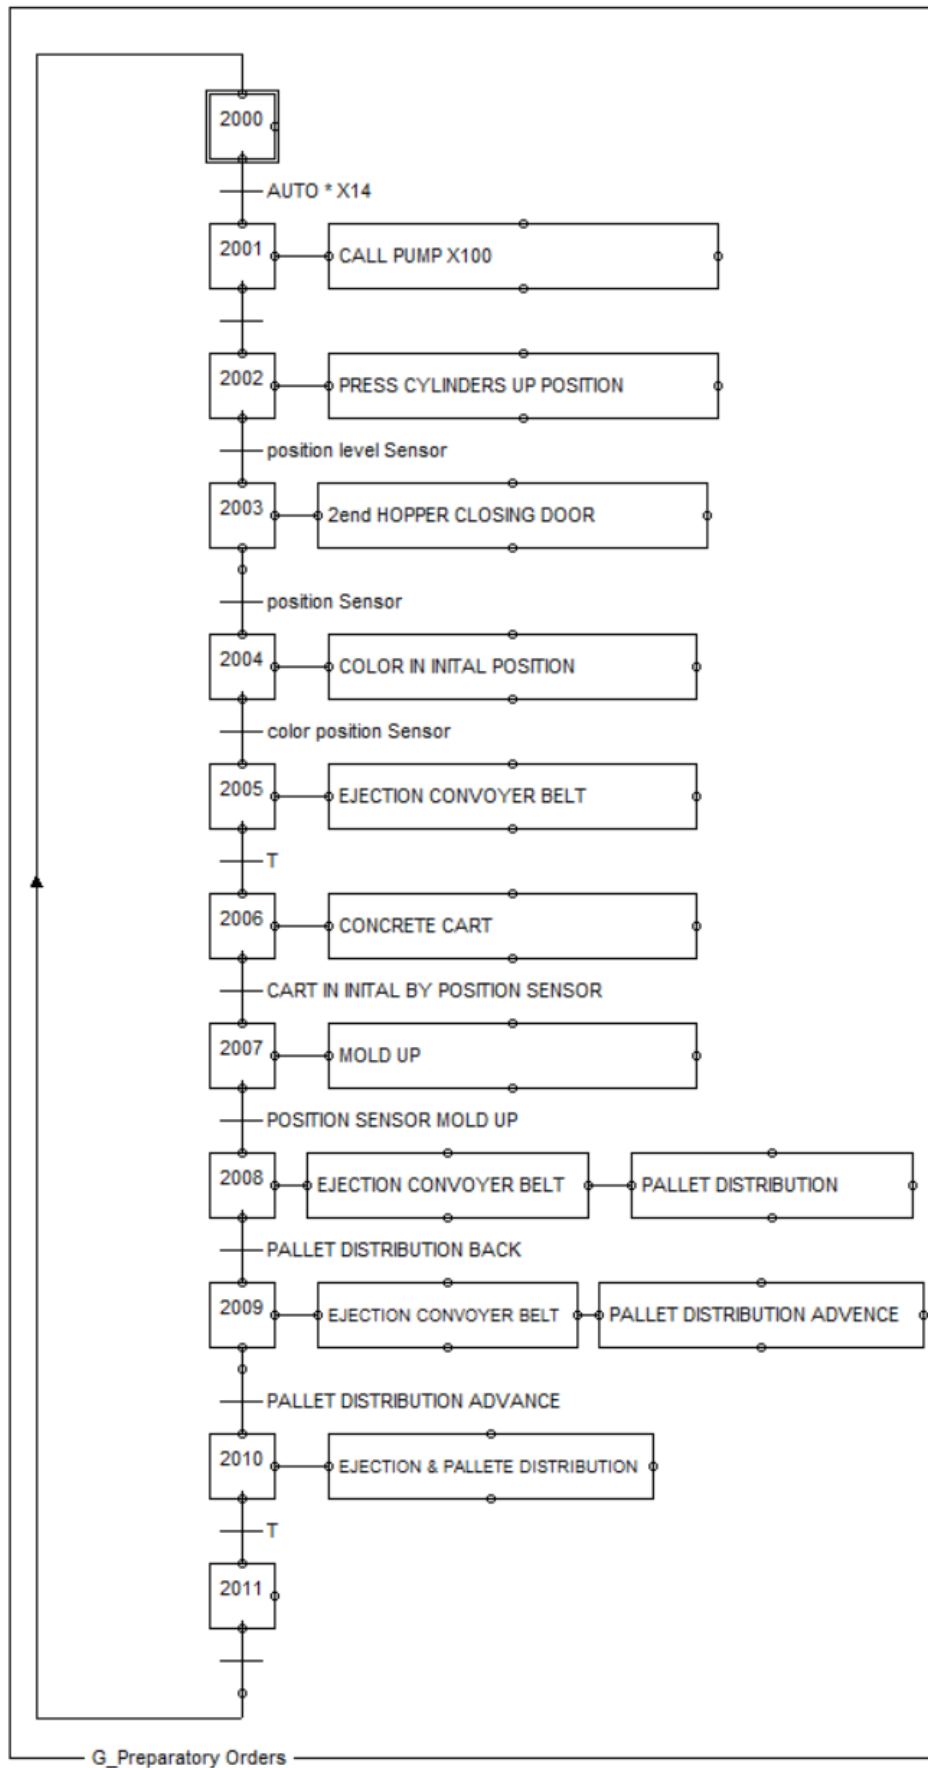 2000
AUTO * X14
2001
CALL PUMP X100
2002
PRESS CYLINDERS UP POSITION
position level Sensor
2003
2end HOPPER CLOSING DOOR
position Sensor
2004
COLOR IN INITAL POSITION
color position Sensor
2005
EJECTION CONVOYER BELT
T
2006
CONCRETE CART
CART IN INITAL BY POSITION SENSOR
2007
MOLD UP
POSITION SENSOR MOLD UP
2008
EJECTION CONVOYER BELT
PALLET DISTRIBUTION
PALLET DISTRIBUTION BACK
2009
EJECTION CONVOYER BELT
PALLET DISTRIBUTION ADVENCE
PALLET DISTRIBUTION ADVANCE
2010
EJECTION & PALLETE DISTRIBUTION
T
2011
G_Preparatory Orders